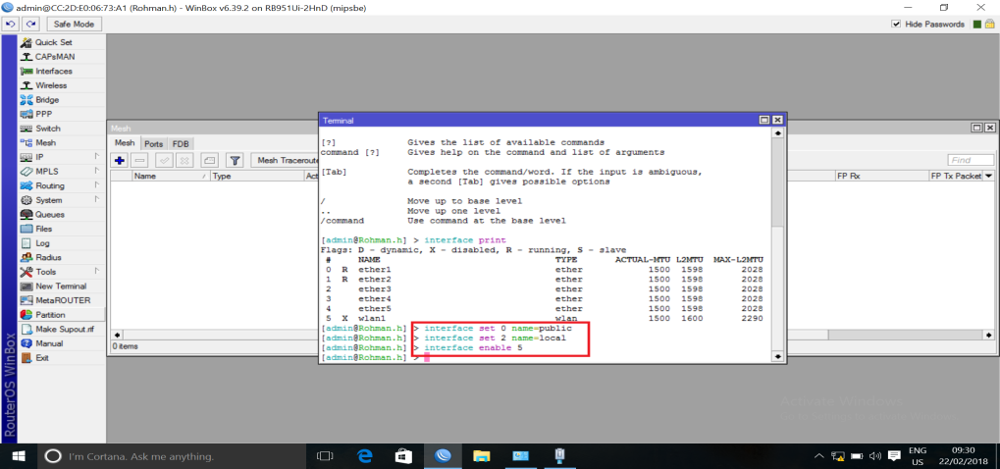 admin@CC:2D:E0:06:73:A1 (Rohman.h) - WinBox v6.39.2 on RB951Ui-2HnD (mipsbe)
Safe Mode
Hide Passwords
Quick Set
CAPsMAN
Interfaces
Wireless
Bridge
PPP
Switch
Mesh
IP
MPLS
Routing
System
Queues
Files
Log
Radius
Tools
New Terminal
MetaROUTER
Partition
Make Supout.rif
Manual
Exit
RouterOS WinBox
Mesh
Mesh Ports FDB
Mesh Traceroute
Find
Name / Type Act
FP Rx FP Tx Packet
0 items
Terminal
[?] Gives the list of available commands
command [?] Gives help on the command and list of arguments
[Tab] Completes the command/word. If the input is ambiguous,
a second [Tab] gives possible options
/ Move up to base level
.. Move up one level
/command Use command at the base level
[admin@Rohman.h] > interface print
Flags: D - dynamic, X - disabled, R - running, S - slave
# NAME TYPE ACTUAL-MTU L2MTU MAX-L2MTU
0 R ether1 ether 1500 1598 2028
1 R ether2 ether 1500 1598 2028
2 ether3 ether 1500 1598 2028
3 ether4 ether 1500 1598 2028
4 ether5 ether 1500 1598 2028
5 X wlan1 wlan 1500 1600 2290
[admin@Rohman.h] > interface set 0 name=public
[admin@Rohman.h] > interface set 2 name=local
[admin@Rohman.h] > interface enable 5
[admin@Rohman.h] >
Activate Windows
I'm Cortana. Ask me anything.
ENG
US
09:30
22/02/2018